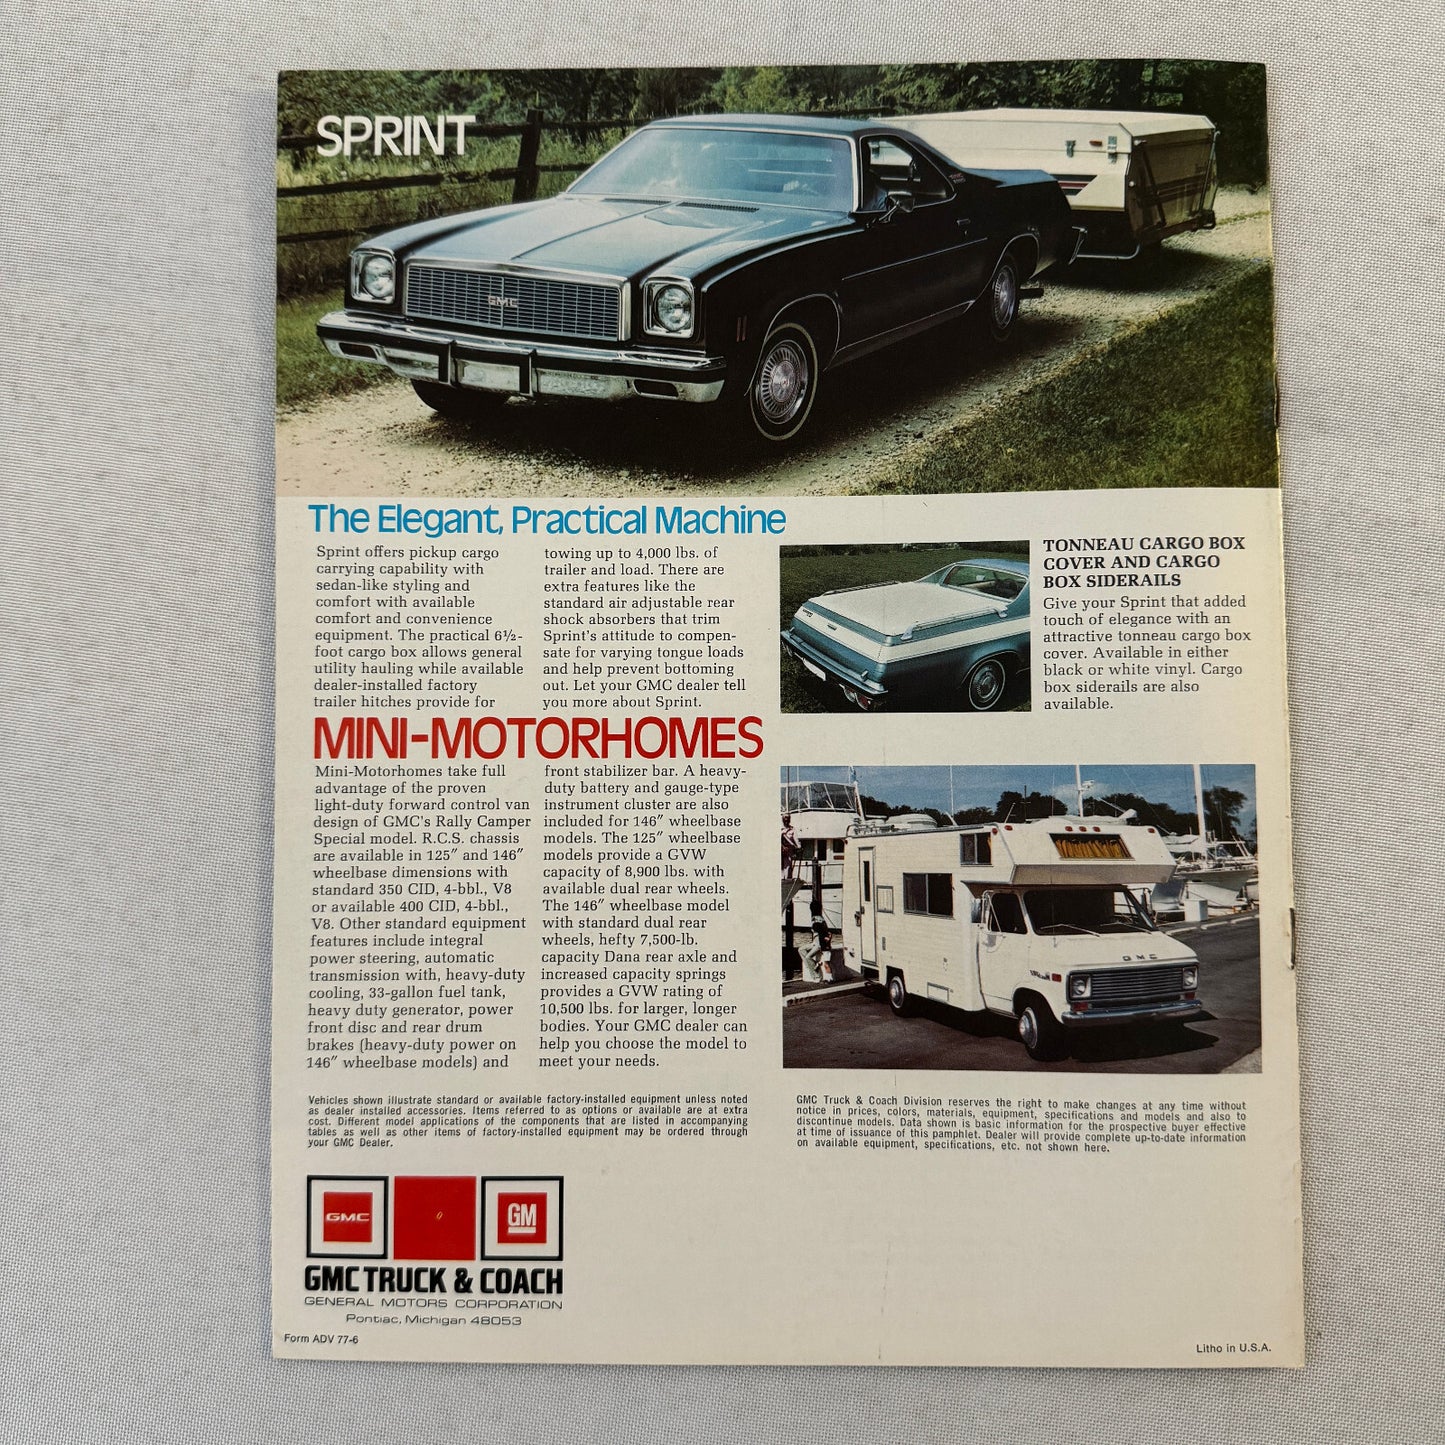 SPRINT
GMC
The Elegant, Practical Machine
Sprint offers pickup cargo
carrying capability with
sedan-like styling and
comfort with available
comfort and convenience
equipment. The practical 6½-
foot cargo box allows general
utility hauling while available
dealer-installed factory
trailer hitches provide for
towing up to 4,000 lbs. of
trailer and load. There are
extra features like the
standard air adjustable rear
shock absorbers that trim
Sprint's attitude to compen-
sate for varying tongue loads
and help prevent bottoming
out. Let your GMC dealer tell
you more about Sprint.
TONNEAU CARGO BOX
COVER AND CARGO
BOX SIDERAILS
Give your Sprint that added
touch of elegance with an
attractive tonneau cargo box
cover. Available in either
black or white vinyl. Cargo
box siderails are also
available.
MINI-MOTORHOMES
Mini-Motorhomes take full
advantage of the proven
light-duty forward control van
design of GMC's Rally Camper
Special model. R.C.S. chassis
are available in 125″ and 146″
wheelbase dimensions with
standard 350 CID, 4-bbl., V8
or available 400 CID, 4-bbl.,
V8. Other standard equipment
features include integral
power steering, automatic
transmission with, heavy-duty
cooling, 33-gallon fuel tank,
heavy duty generator, power
front disc and rear drum
brakes (heavy-duty power on
146″ wheelbase models) and
front stabilizer bar. A heavy-
duty battery and gauge-type
instrument cluster are also
included for 146″ wheelbase
models. The 125″ wheelbase
models provide a GVW
capacity of 8,900 lbs. with
available dual rear wheels.
The 146″ wheelbase model
with standard dual rear
wheels, hefty 7,500-lb.
capacity Dana rear axle and
increased capacity springs
provides a GVW rating of
10,500 lbs. for larger, longer
bodies. Your GMC dealer can
help you choose the model to
meet your needs.
GMC
Vehicles shown illustrate standard or available factory-installed equipment unless noted
as dealer installed accessories. Items referred to as options or available are at extra
cost. Different model applications of the components that are listed in accompanying
tables as well as other items of factory-installed equipment may be ordered through
your GMC Dealer.
GMC Truck & Coach Division reserves the right to make changes at any time without
notice in prices, colors, materials, equipment, specifications and models and also to
discontinue models. Data shown is basic information for the prospective buyer effective
at time of issuance of this pamphlet. Dealer will provide complete up-to-date information
on available equipment, specifications, etc. not shown here.
GMC
GM
GMC TRUCK & COACH
GENERAL MOTORS CORPORATION
Pontiac, Michigan 48053
Form ADV 77-6
Litho in U.S.A.